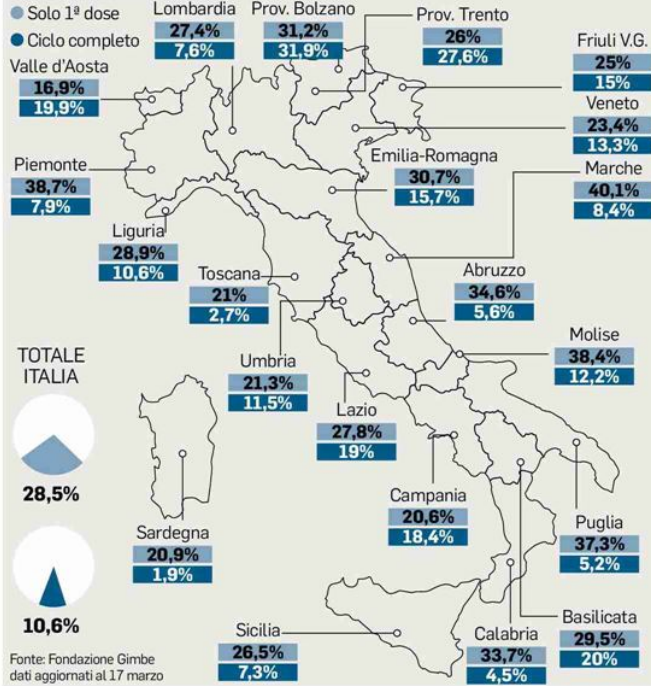 Solo 1ª dose
Ciclo completo
Lombardia
27,4%
7,6%
Prov. Bolzano
31,2%
31,9%
Prov. Trento
26%
27,6%
Friuli V.G.
25%
15%
Valle d'Aosta
16,9%
19,9%
Veneto
23,4%
13,3%
Piemonte
38,7%
7,9%
Emilia-Romagna
30,7%
15,7%
Marche
40,1%
8,4%
Liguria
28,9%
10,6%
Toscana
21%
2,7%
Abruzzo
34,6%
5,6%
Umbria
21,3%
11,5%
Molise
38,4%
12,2%
TOTALE
ITALIA
28,5%
10,6%
Lazio
27,8%
19%
Campania
20,6%
18,4%
Puglia
37,3%
5,2%
Sardegna
20,9%
1,9%
Basilicata
29,5%
20%
Sicilia
26,5%
7,3%
Calabria
33,7%
4,5%
Fonte: Fondazione Gimbe
dati aggiornati al 17 marzo